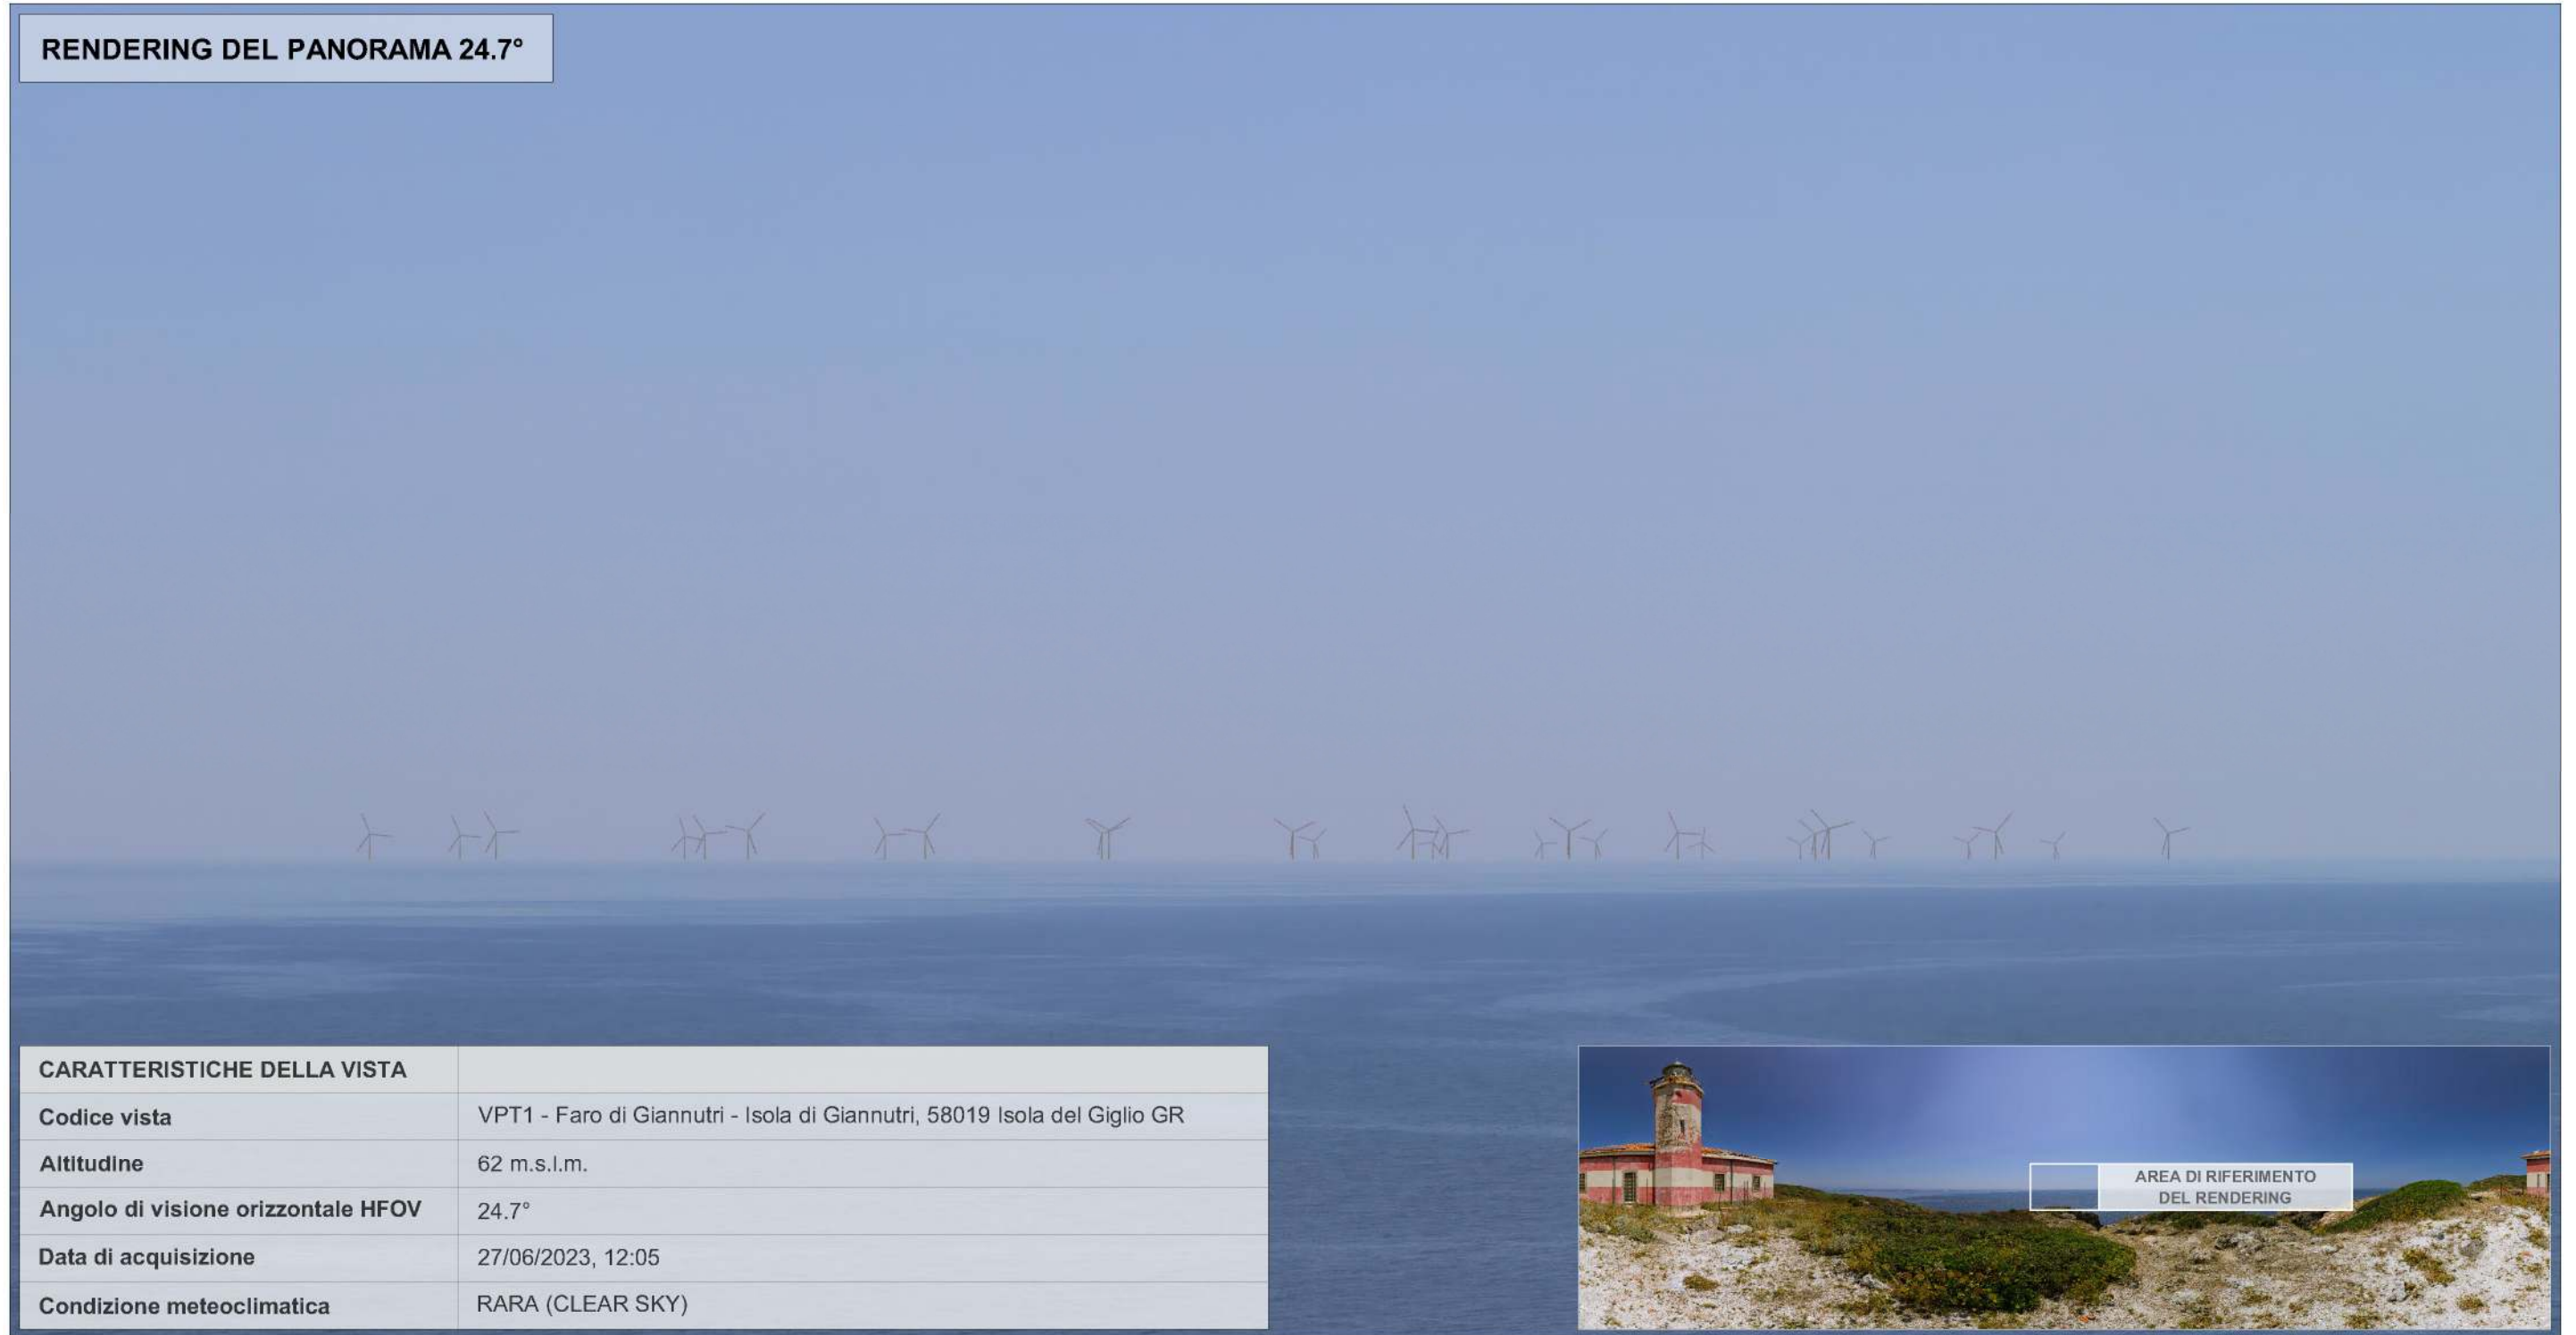 RENDERING DEL PANORAMA 24.7°
CARATTERISTICHE DELLA VISTA
Codice vista VPT1 - Faro di Giannutri - Isola di Giannutri, 58019 Isola del Giglio GR
Altitudine 62 m.s.l.m.
Angolo di visione orizzontale HFOV 24.7°
Data di acquisizione 27/06/2023, 12:05
Condizione meteoclimatica RARA (CLEAR SKY)
AREA DI RIFERIMENTO
DEL RENDERING